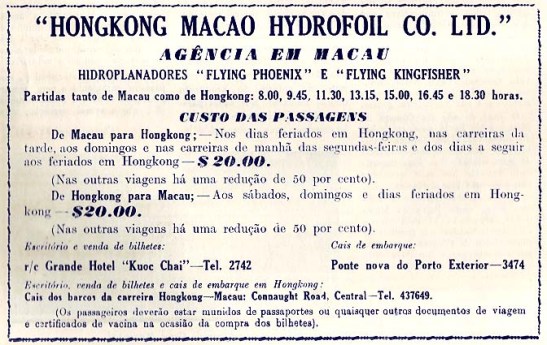 "HONGKONG MACAO HYDROFOIL CO. LTD."
AGÊNCIA EM MACAU
HIDROPLANADORES "FLYING PHOENIX" E "FLYING KINGFISHER"
Partidas tanto de Macau como de Hongkong: 8.00, 9.45, 11.30, 13.15, 15.00, 16.45 e 18.30 horas.
CUSTO DAS PASSAGENS
De Macau para Hongkong; — Nos dias feriados em Hongkong, nas carreiras da
tarde, aos domingos e nas carreiras de manhã das segundas-feiras e dos dias a seguir
aos feriados em Hongkong — $20.00.
(Nas outras viagens há uma redução de 50 por cento).
De Hongkong para Macau; — Aos sábados, domingos e dias feriados em Hong-
kong — $20.00.
(Nas outras viagens há uma redução de 50 por cento).
Escritório e venda de bilhetes: Cais de embarque:
r/c Grande Hotel "Kuoc Chai" — Tel. 2742 Ponte nova do Porto Exterior — 3474
Escritório, venda de bilhetes e cais de embarque em Hongkong:
Cais dos barcos da carreira Hongkong — Macau: Connaught Road, Central — Tel. 437649.
(Os passageiros deverão estar munidos de passaportes ou quaisquer outros documentos de viagem
e certificados de vacina na ocasião da compra dos bilhetes).